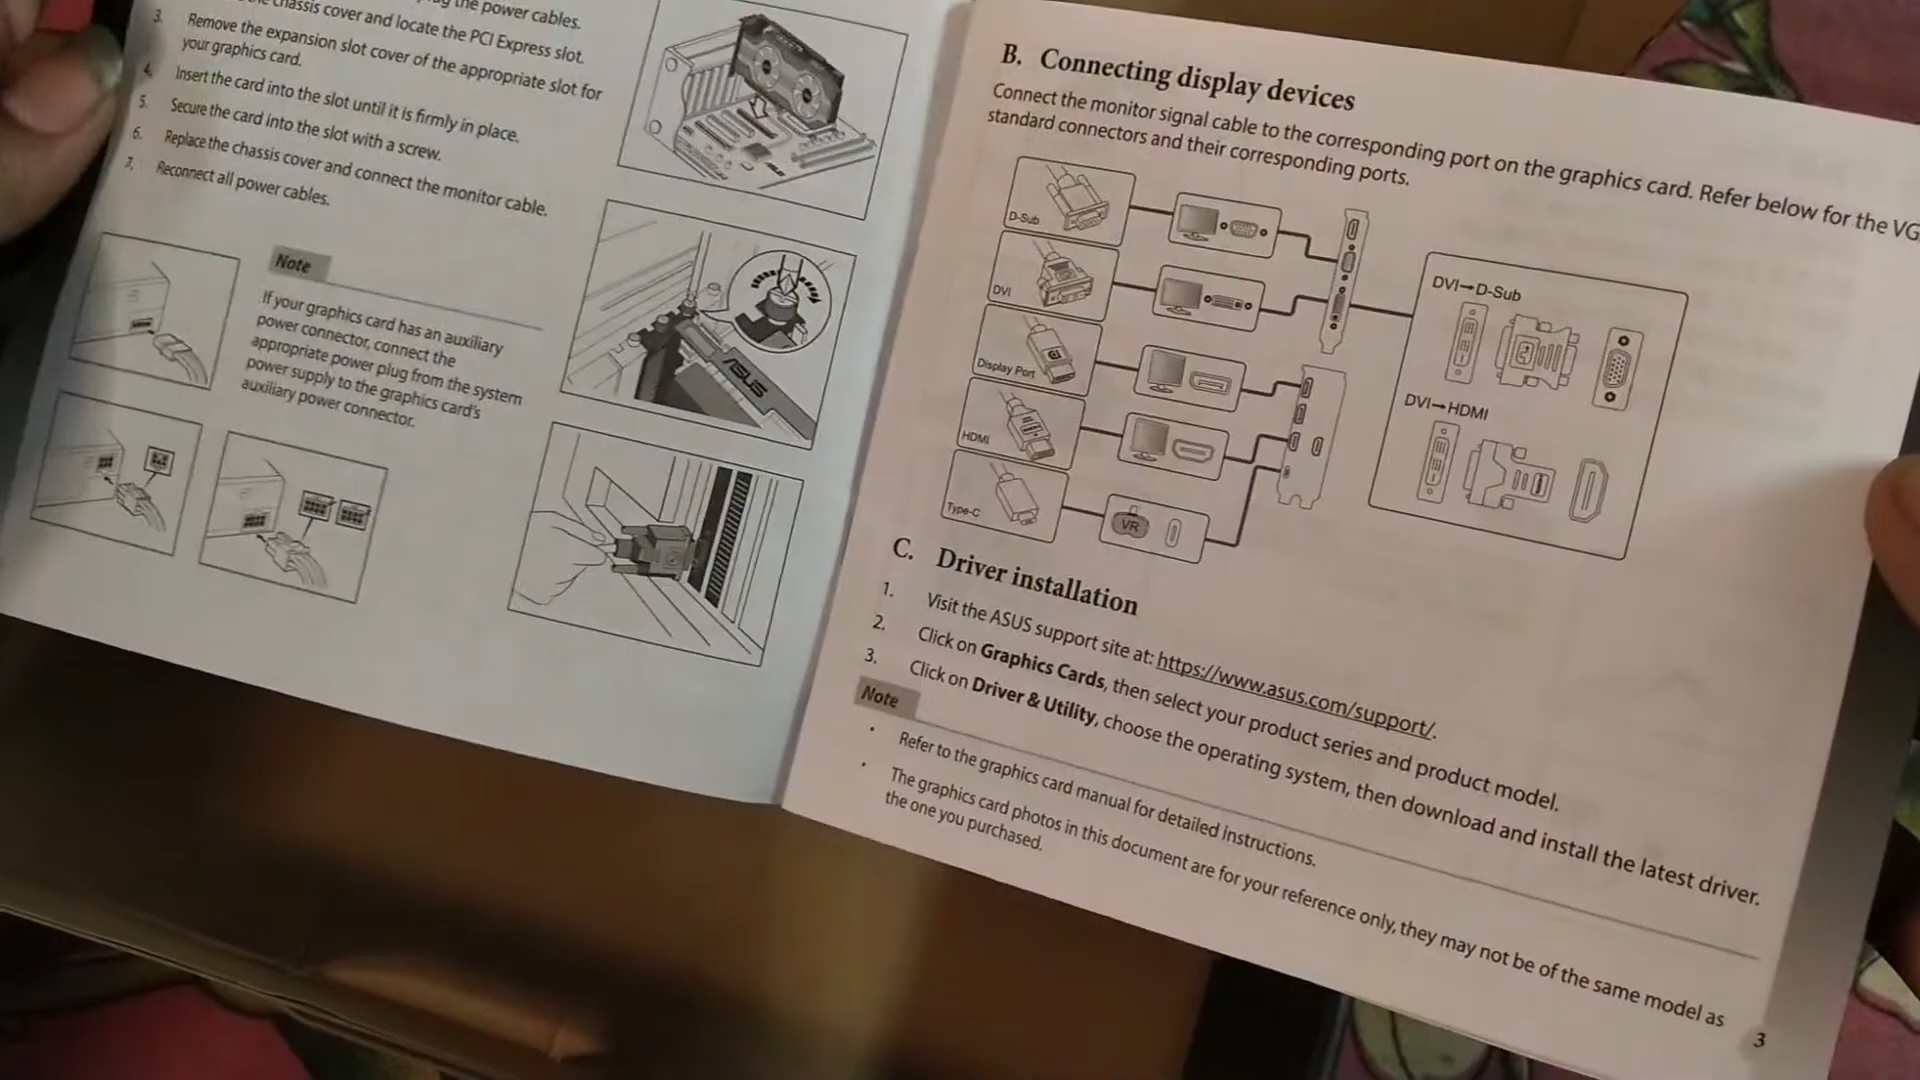 the power cables.
chassis cover and locate the PCI Express slot.
3. Remove the expansion slot cover of the appropriate slot for
your graphics card.
4. Insert the card into the slot until it is firmly in place.
5. Secure the card into the slot with a screw.
6. Replace the chassis cover and connect the monitor cable.
7. Reconnect all power cables.
Note
If your graphics card has an auxiliary
power connector, connect the
appropriate power plug from the system
power supply to the graphics card's
auxiliary power connector.
ASUS
B. Connecting display devices
Connect the monitor signal cable to the corresponding port on the graphics card. Refer below for the VG
standard connectors and their corresponding ports.
D-Sub
DVI
Display Port
HDMI
Type-C
VR
DVI→D-Sub
DVI→HDMI
C. Driver installation
1. Visit the ASUS support site at: https://www.asus.com/support/.
2. Click on Graphics Cards, then select your product series and product model.
3. Click on Driver & Utility, choose the operating system, then download and install the latest driver.
Note
• Refer to the graphics card manual for detailed instructions.
• The graphics card photos in this document are for your reference only, they may not be of the same model as
the one you purchased.
3